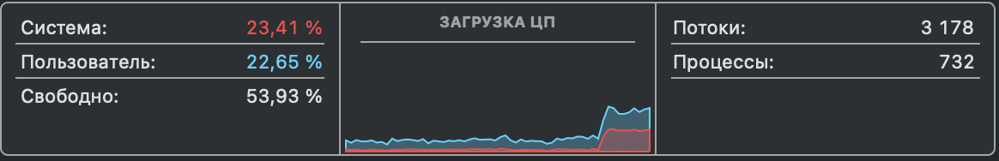 Система: 23,41 %
Пользователь: 22,65 %
Свободно: 53,93 %
ЗАГРУЗКА ЦП
Потоки: 3 178
Процессы: 732